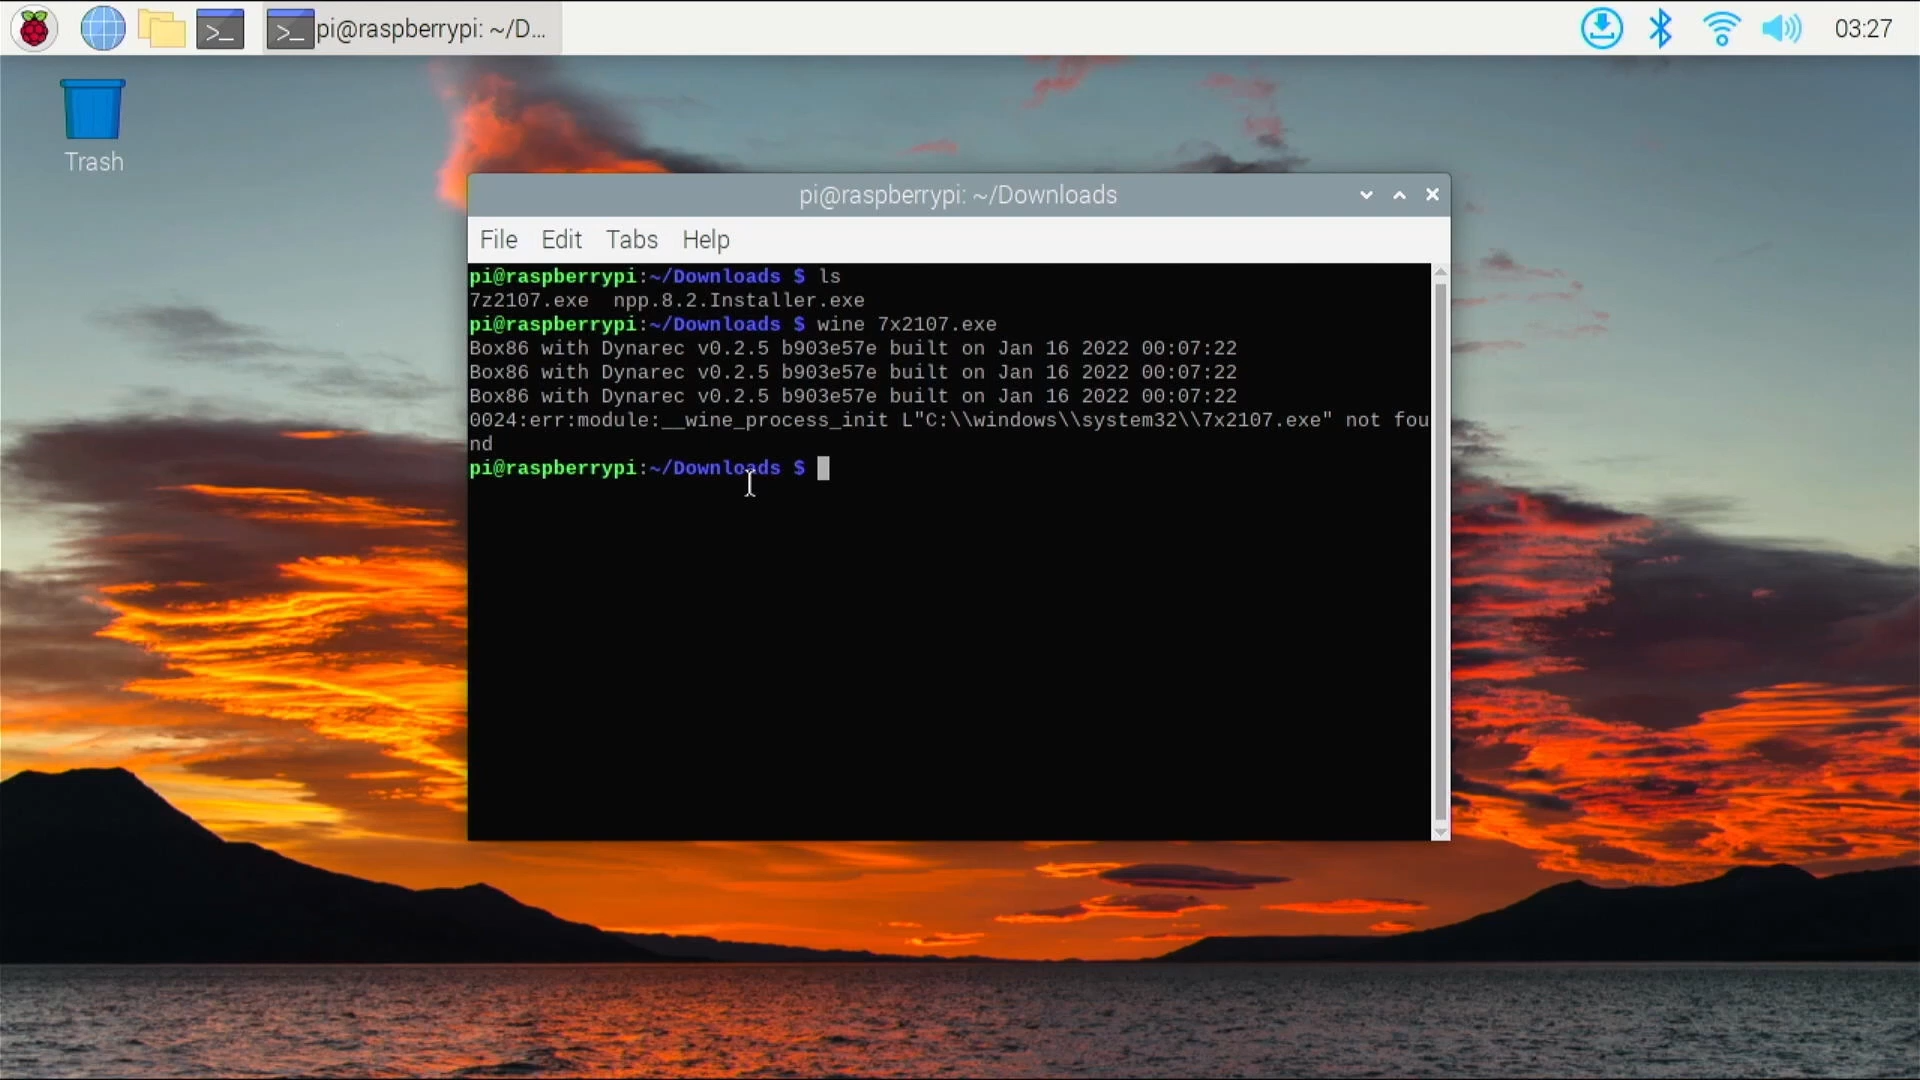 pi@raspberrypi: ~/D...
03:27
Trash
pi@raspberrypi: ~/Downloads
File Edit Tabs Help
pi@raspberrypi:~/Downloads $ ls
7z2107.exe  npp.8.2.Installer.exe
pi@raspberrypi:~/Downloads $ wine 7x2107.exe
Box86 with Dynarec v0.2.5 b903e57e built on Jan 16 2022 00:07:22
Box86 with Dynarec v0.2.5 b903e57e built on Jan 16 2022 00:07:22
Box86 with Dynarec v0.2.5 b903e57e built on Jan 16 2022 00:07:22
0024:err:module:__wine_process_init L"C:\\windows\\system32\\7x2107.exe" not fou
nd
pi@raspberrypi:~/Downloads $